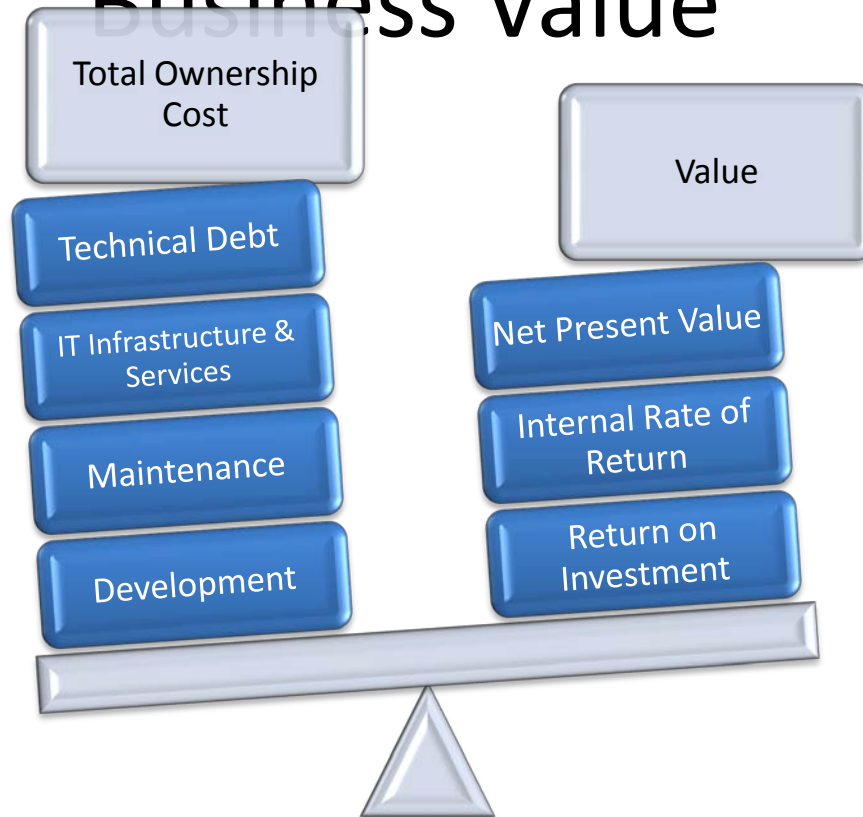 Business Value
Total Ownership
Cost
Technical Debt
IT Infrastructure &
Services
Maintenance
Development
Value
Net Present Value
Internal Rate of
Return
Return on
Investment